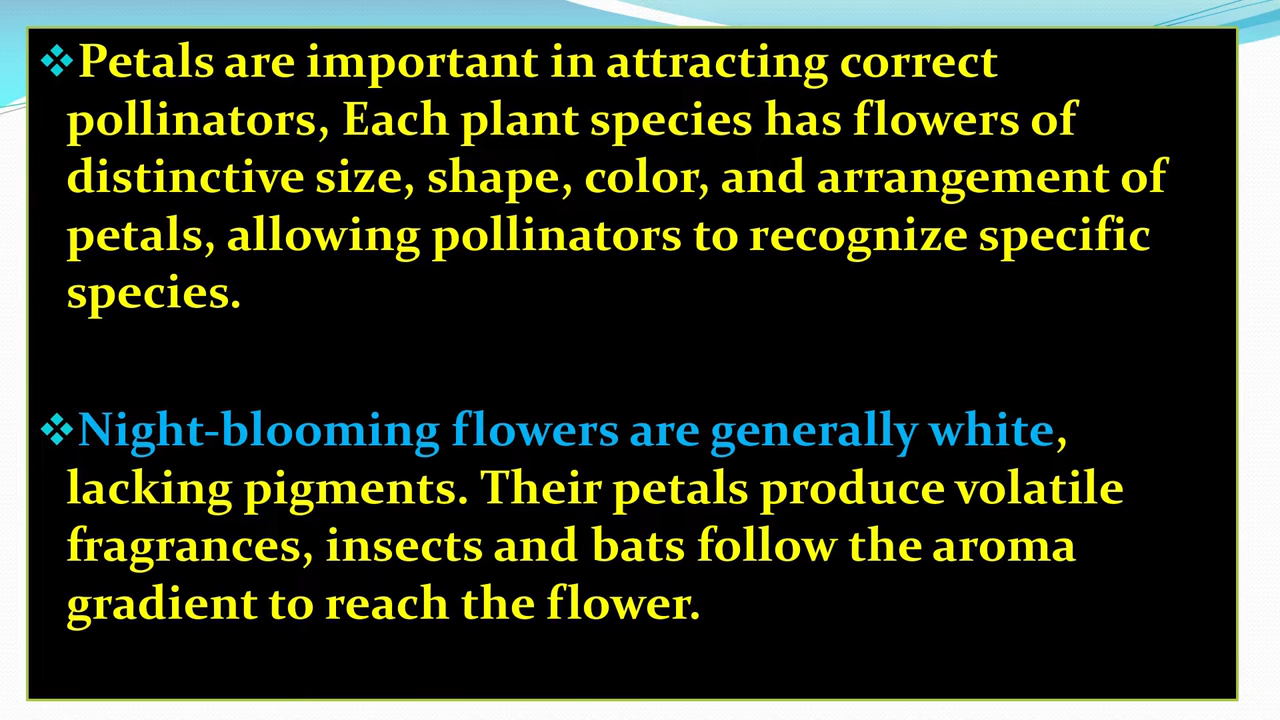 ❖Petals are important in attracting correct
pollinators, Each plant species has flowers of
distinctive size, shape, color, and arrangement of
petals, allowing pollinators to recognize specific
species.
❖Night-blooming flowers are generally white,
lacking pigments. Their petals produce volatile
fragrances, insects and bats follow the aroma
gradient to reach the flower.